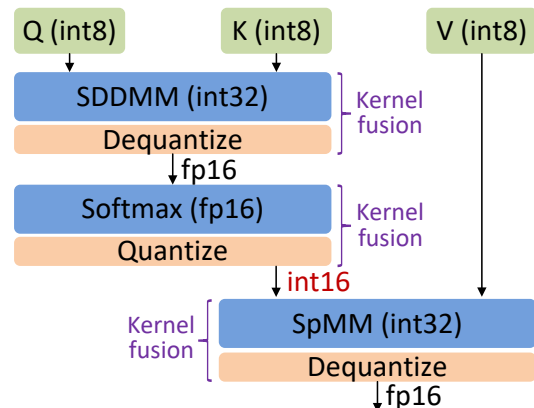 Q (int8)
K (int8)
V (int8)
SDDMM (int32)
Dequantize
Kernel
fusion
fp16
Softmax (fp16)
Quantize
Kernel
fusion
int16
Kernel
fusion
SpMM (int32)
Dequantize
fp16